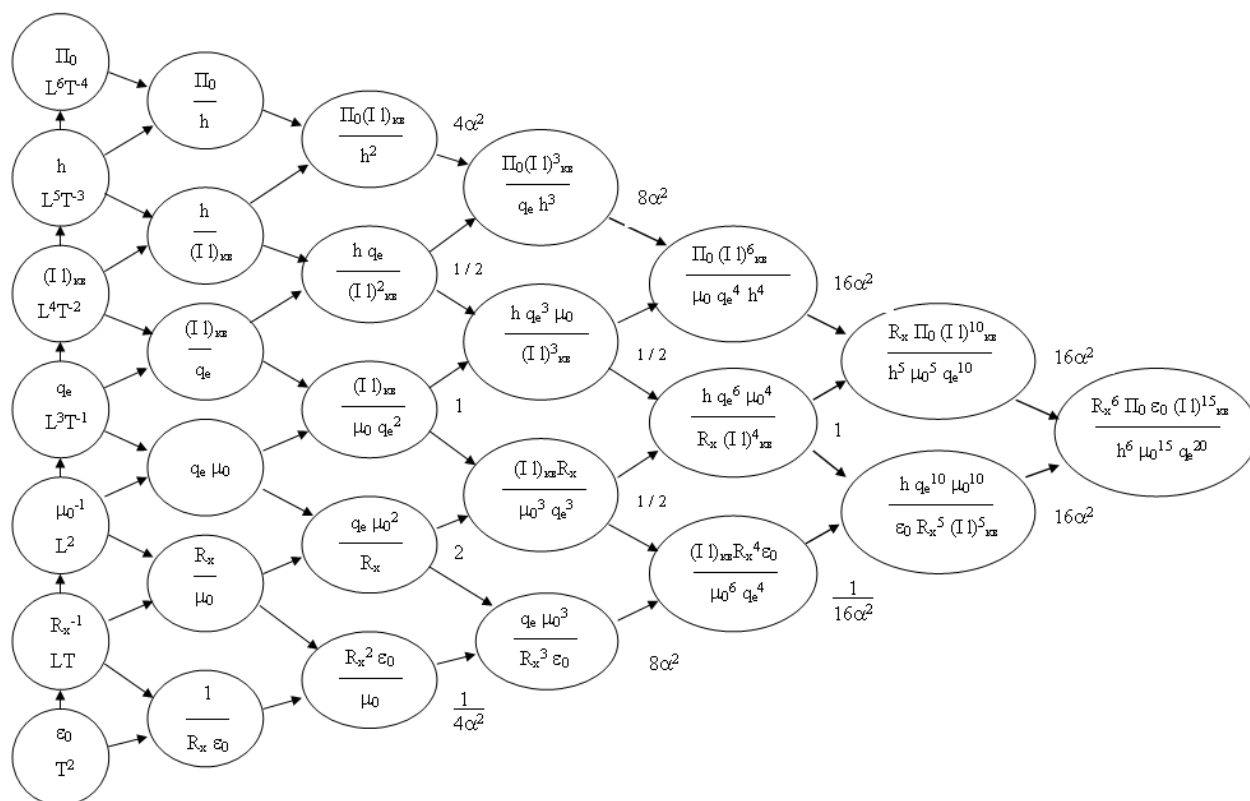 Π₀
L⁶T⁻⁴
h
L⁵T⁻³
(I l)кв
L⁴T⁻²
qₑ
L³T⁻¹
μ₀⁻¹
L²
Rₓ⁻¹
LT
ε₀
T²
Π₀
h
h
(I l)кв
(I l)кв
qₑ
qₑ μ₀
Rₓ
μ₀
1
Rₓ ε₀
Π₀(I l)кв
h²
h qₑ
(I l)²кв
(I l)кв
μ₀ qₑ²
qₑ μ₀²
Rₓ
Rₓ² ε₀
μ₀
4α²
1 / 2
1
2
1
4α²
Π₀(I l)³кв
qₑ h³
h qₑ³ μ₀
(I l)³кв
(I l)квRₓ
μ₀³ qₑ³
qₑ μ₀³
Rₓ³ ε₀
8α²
1 / 2
1 / 2
8α²
Π₀ (I l)⁶кв
μ₀ qₑ⁴ h⁴
h qₑ⁶ μ₀⁴
Rₓ (I l)⁴кв
(I l)квRₓ⁴ε₀
μ₀⁶ qₑ⁴
16α²
1
1
16α²
Rₓ Π₀ (I l)¹⁰кв
h⁵ μ₀⁵ qₑ¹⁰
h qₑ¹⁰ μ₀¹⁰
ε₀ Rₓ⁵ (I l)⁵кв
16α²
16α²
Rₓ⁶ Π₀ ε₀ (I l)¹⁵кв
h⁶ μ₀¹⁵ qₑ²⁰